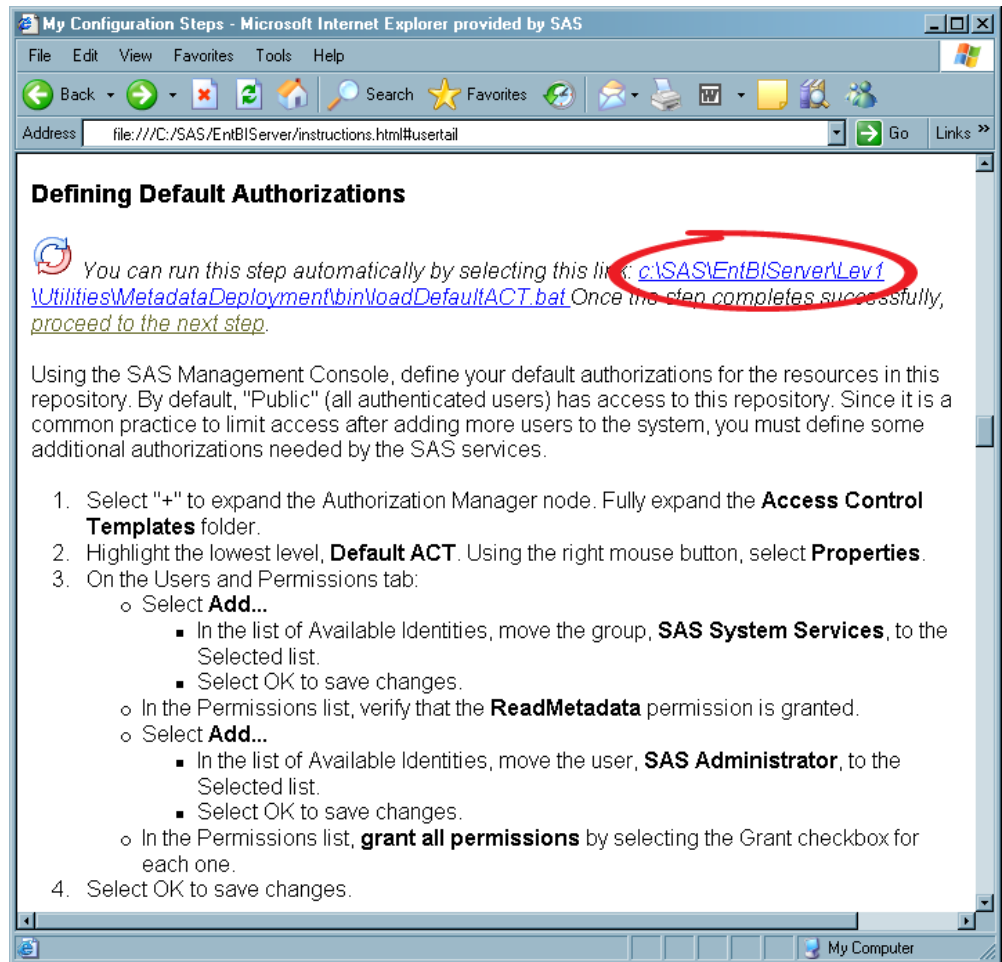 My Configuration Steps - Microsoft Internet Explorer provided by SAS
File Edit View Favorites Tools Help
Back Search Favorites
Address file:///C:/SAS/EntBIServer/instructions.html#usertail Go Links »
Defining Default Authorizations
You can run this step automatically by selecting this link: c:\SAS\EntBIServer\Lev1
\Utilities\MetadataDeployment\bin\loadDefaultACT.bat Once the step completes successfully,
proceed to the next step.
Using the SAS Management Console, define your default authorizations for the resources in this
repository. By default, "Public" (all authenticated users) has access to this repository. Since it is a
common practice to limit access after adding more users to the system, you must define some
additional authorizations needed by the SAS services.
1. Select "+" to expand the Authorization Manager node. Fully expand the Access Control
Templates folder.
2. Highlight the lowest level, Default ACT. Using the right mouse button, select Properties.
3. On the Users and Permissions tab:
o Select Add...
▪ In the list of Available Identities, move the group, SAS System Services, to the
Selected list.
▪ Select OK to save changes.
o In the Permissions list, verify that the ReadMetadata permission is granted.
o Select Add...
▪ In the list of Available Identities, move the user, SAS Administrator, to the
Selected list.
▪ Select OK to save changes.
o In the Permissions list, grant all permissions by selecting the Grant checkbox for
each one.
4. Select OK to save changes.
My Computer